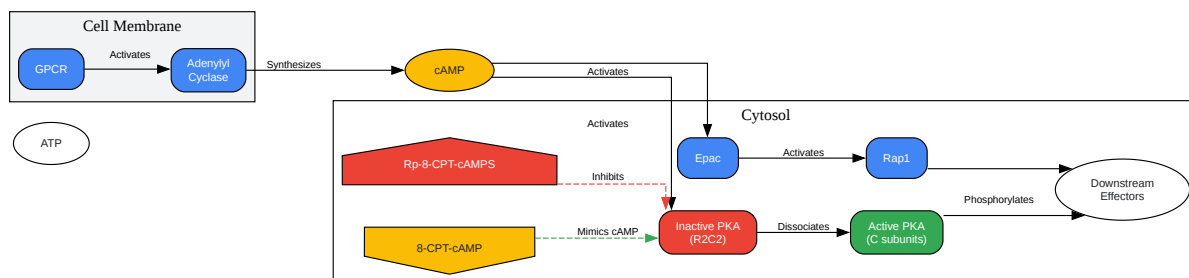 Cell Membrane
GPCR
Activates
Adenylyl
Cyclase
Synthesizes
cAMP
Activates
ATP
Cytosol
Activates
Rp-8-CPT-cAMPS
Inhibits
Epac
Activates
Rap1
Downstream
Effectors
8-CPT-cAMP
Mimics cAMP
Inactive PKA
(R2C2)
Dissociates
Active PKA
(C subunits)
Phosphorylates